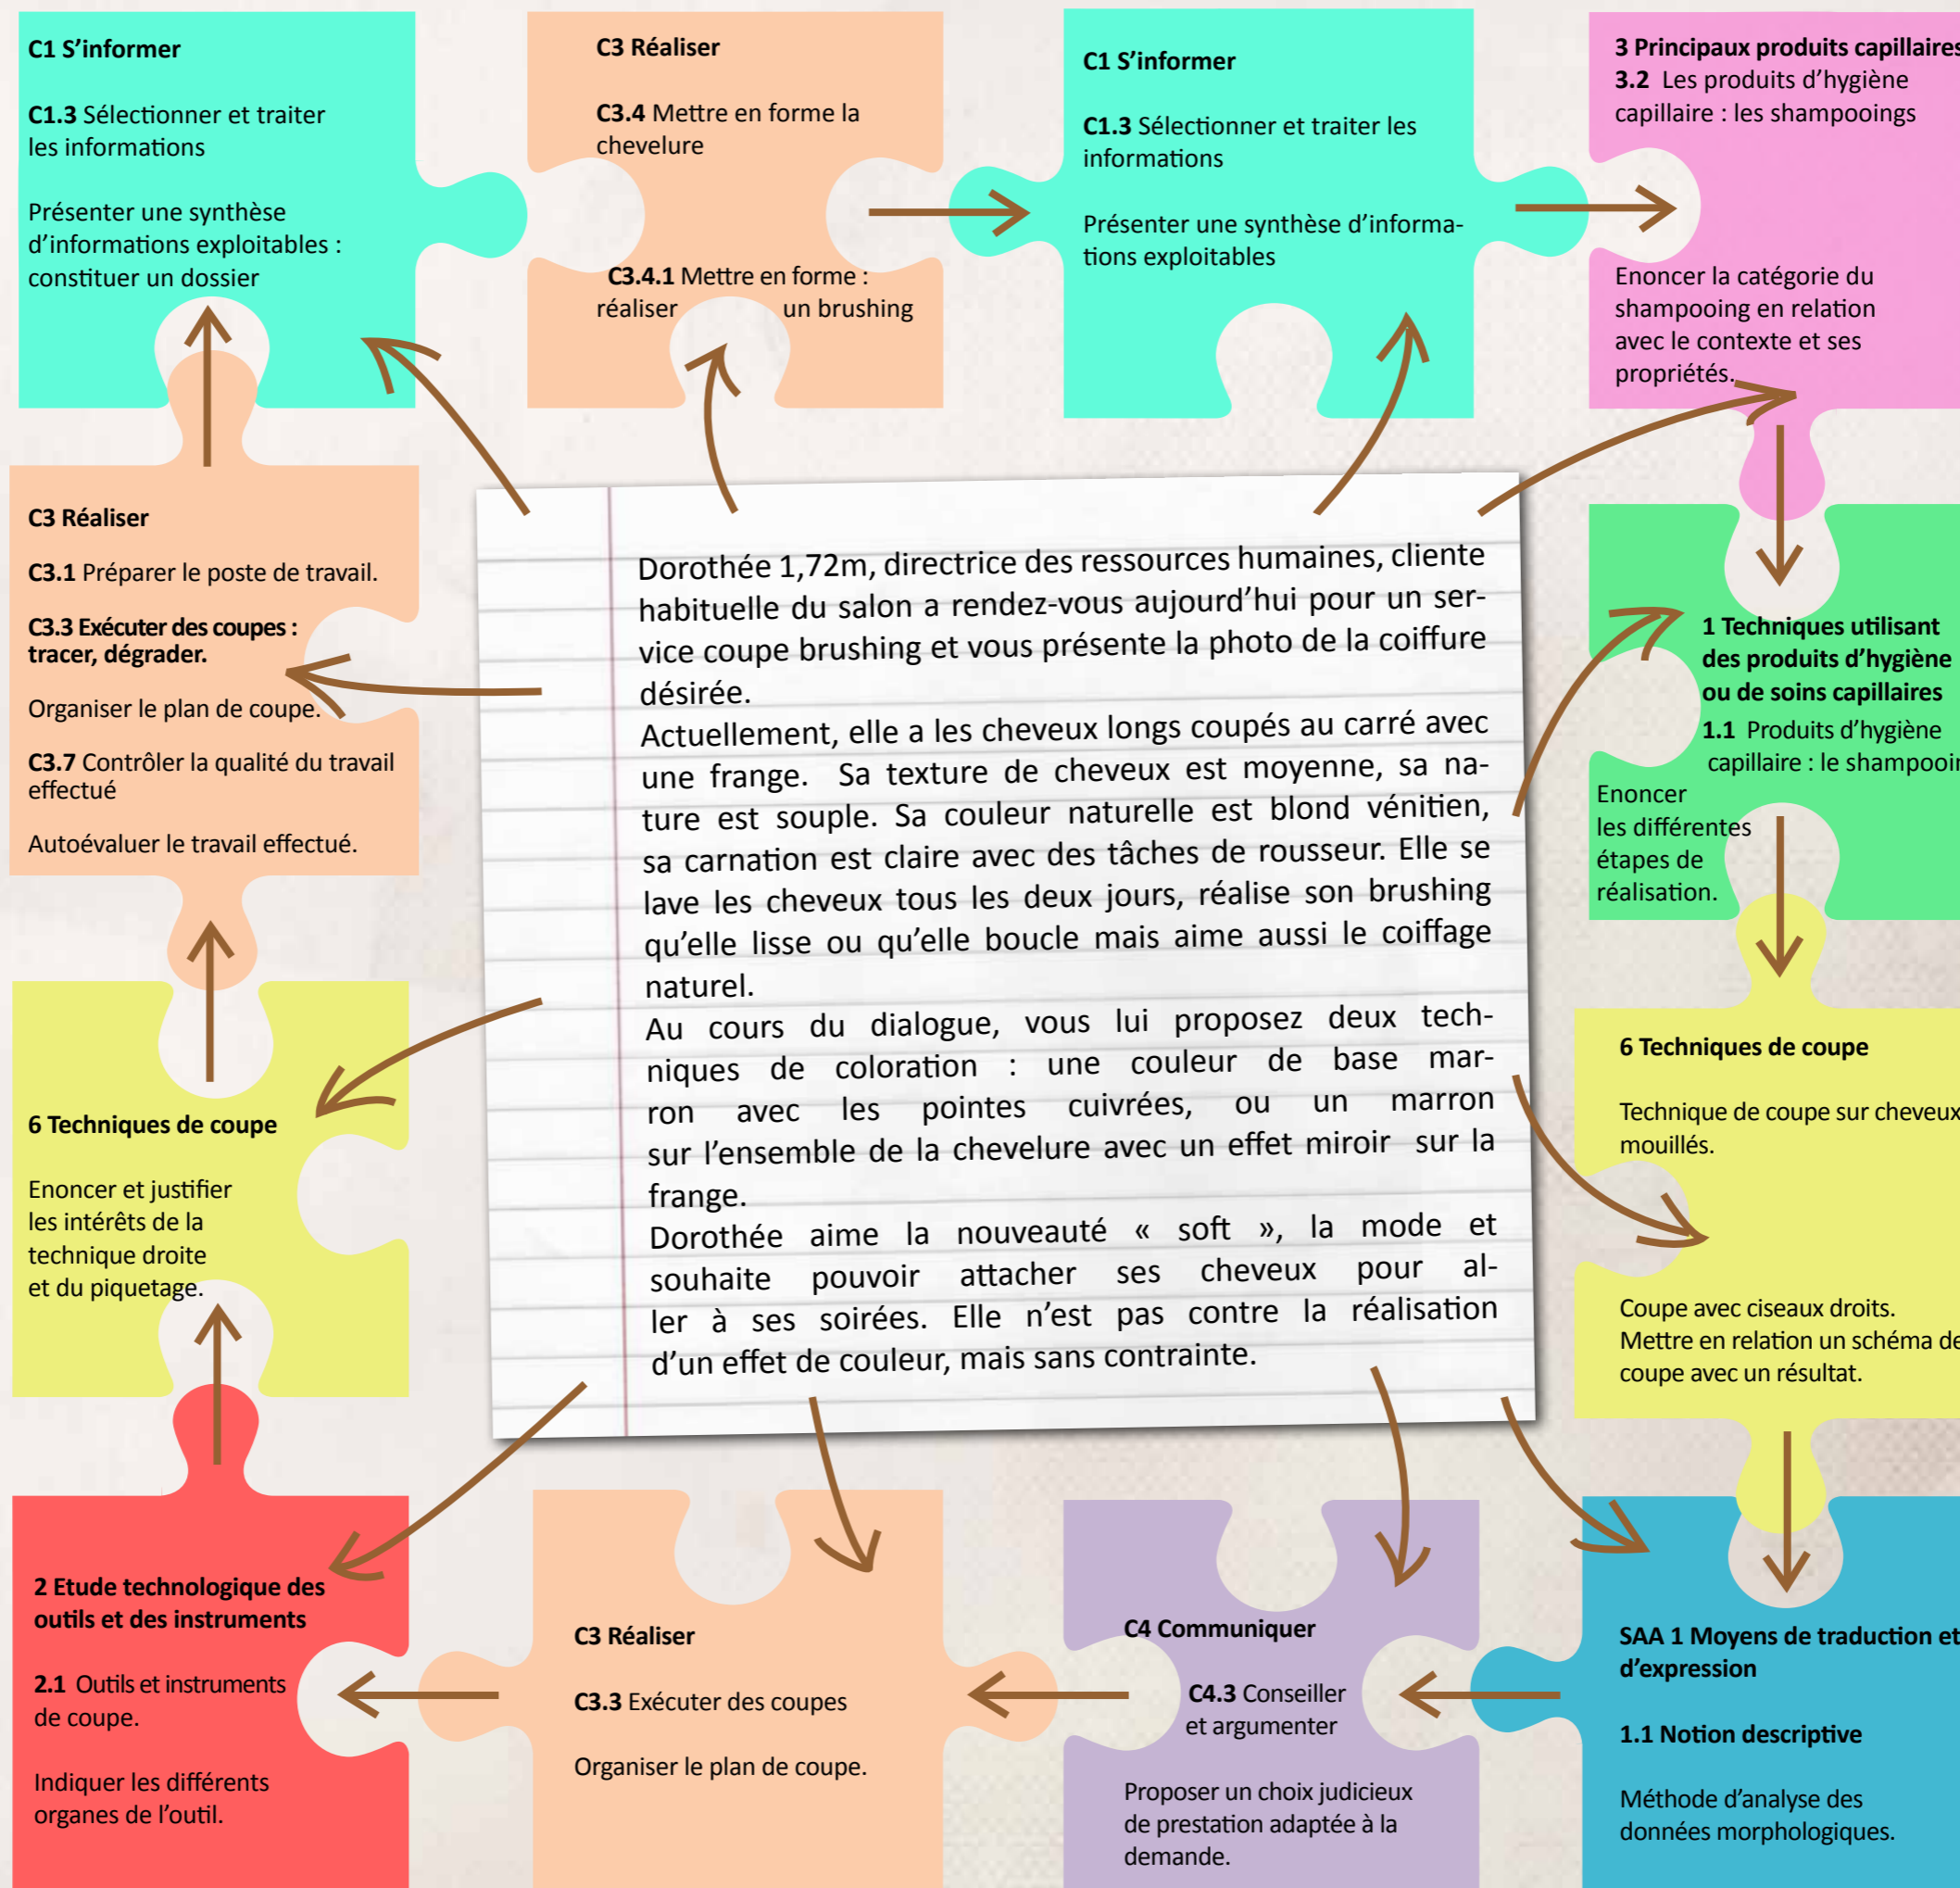 C1 S’informer
C1.3 Sélectionner et traiter
les informations
Présenter une synthèse
d’informations exploitables :
constituer un dossier
C3 Réaliser
C3.4 Mettre en forme la
chevelure
C3.4.1 Mettre en forme :
réaliser un brushing
C1 S’informer
C1.3 Sélectionner et traiter les
informations
Présenter une synthèse d’informa-
tions exploitables
3 Principaux produits capillaires
3.2 Les produits d’hygiène
capillaire : les shampooings
Enoncer la catégorie du
shampooing en relation
avec le contexte et ses
propriétés.
C3 Réaliser
C3.1 Préparer le poste de travail.
C3.3 Exécuter des coupes :
tracer, dégrader.
Organiser le plan de coupe.
C3.7 Contrôler la qualité du travail
effectué
Autoévaluer le travail effectué.
Dorothée 1,72m, directrice des ressources humaines, cliente
habituelle du salon a rendez-vous aujourd’hui pour un ser-
vice coupe brushing et vous présente la photo de la coiffure
désirée.
Actuellement, elle a les cheveux longs coupés au carré avec
une frange. Sa texture de cheveux est moyenne, sa na-
ture est souple. Sa couleur naturelle est blond vénitien,
sa carnation est claire avec des tâches de rousseur. Elle se
lave les cheveux tous les deux jours, réalise son brushing
qu’elle lisse ou qu’elle boucle mais aime aussi le coiffage
naturel.
Au cours du dialogue, vous lui proposez deux tech-
niques de coloration : une couleur de base mar-
ron avec les pointes cuivrées, ou un marron
sur l’ensemble de la chevelure avec un effet miroir sur la
frange.
Dorothée aime la nouveauté « soft », la mode et
souhaite pouvoir attacher ses cheveux pour al-
ler à ses soirées. Elle n’est pas contre la réalisation
d’un effet de couleur, mais sans contrainte.
1 Techniques utilisant
des produits d’hygiène
ou de soins capillaires
1.1 Produits d’hygiène
capillaire : le
Enoncer
les différentes
étapes de
réalisation.
6 Techniques de coupe
Enoncer et justifier
les intérêts de la
technique droite
et du piquetage.
6 Techniques de coupe
Technique de coupe sur cheveux
mouillés.
Coupe avec ciseaux droits.
Mettre en relation un schéma de
coupe avec un résultat.
2 Etude technologique des
outils et des instruments
2.1 Outils et instruments
de coupe.
Indiquer les différents
organes de l’outil.
C3 Réaliser
C3.3 Exécuter des coupes
Organiser le plan de coupe.
C4 Communiquer
C4.3 Conseiller
et argumenter
Proposer un choix judicieux
de prestation adaptée à la
demande.
SAA 1 Moyens de traduction et
d’expression
1.1 Notion descriptive
Méthode d’analyse des
données morphologiques.